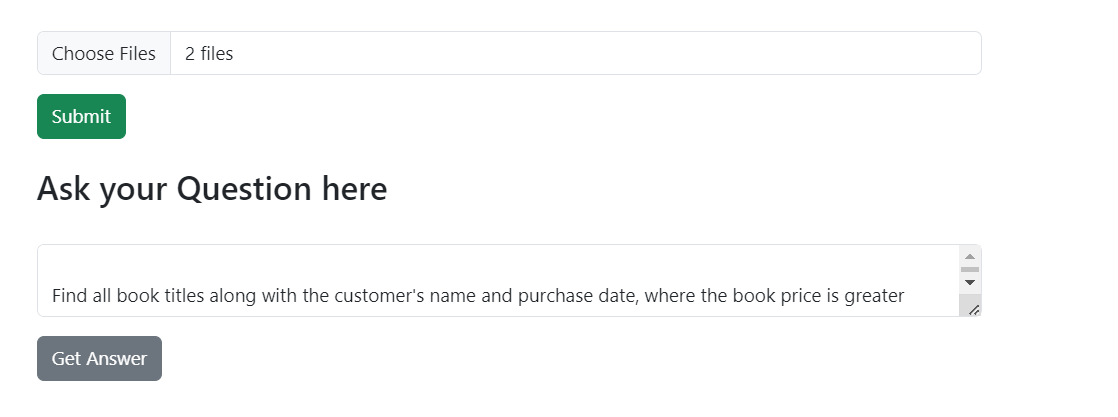 Choose Files 2 files
Submit
Ask your Question here
Find all book titles along with the customer's name and purchase date, where the book price is greater
Get Answer